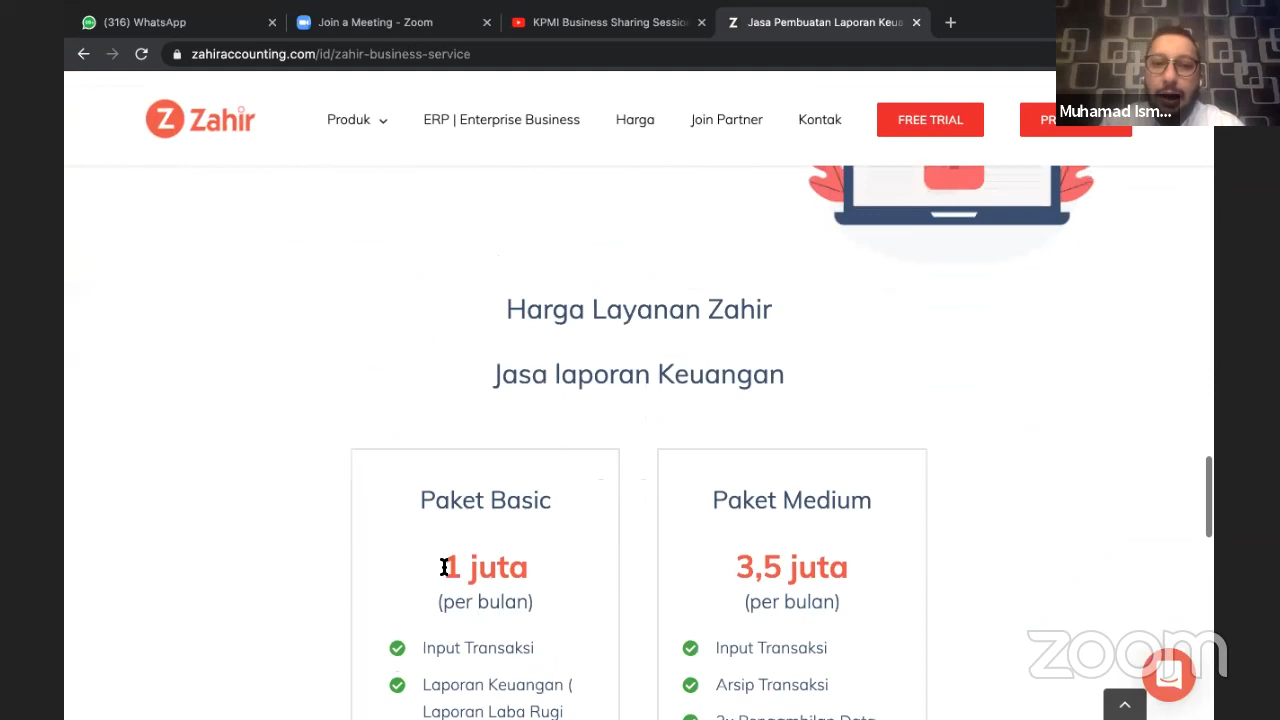 (316) WhatsApp
Join a Meeting - Zoom
KPMI Business Sharing Sessio
Jasa Pembuatan Laporan Keua
zahiraccounting.com/id/zahir-business-service
Muhamad Ism...
Zahir
Produk
ERP | Enterprise Business
Harga
Join Partner
Kontak
FREE TRIAL
Harga Layanan Zahir
Jasa laporan Keuangan
Paket Basic
1 juta
(per bulan)
Input Transaksi
Laporan Keuangan (
Laporan Laba Rugi
Paket Medium
3,5 juta
(per bulan)
Input Transaksi
Arsip Transaksi
zoom